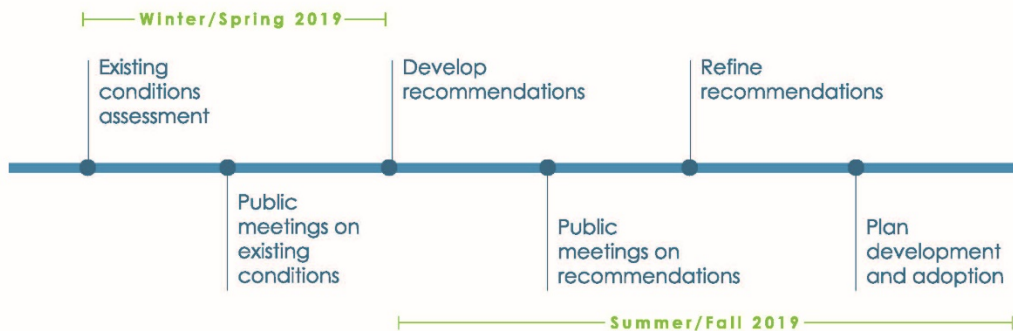 Winter/Spring 2019
Existing
conditions
assessment
Develop
recommendations
Refine
recommendations
Public
meetings on
existing
conditions
Public
meetings on
recommendations
Plan
development
and adoption
Summer/Fall 2019